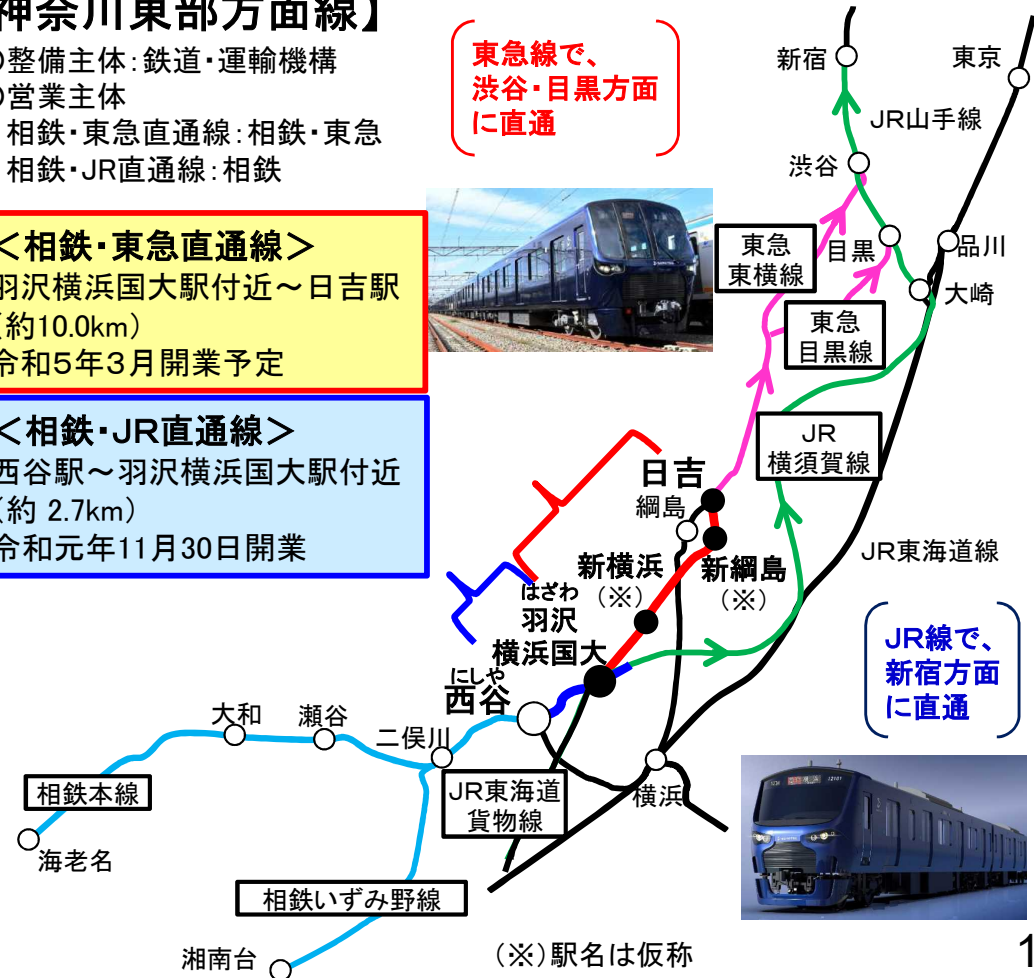 神奈川東部方面線】
整備主体:鉄道・運輸機構
営業主体
相鉄・東急直通線:相鉄・東急
相鉄・JR直通線:相鉄
東急線で、
渋谷・目黒方面
に直通
<相鉄・東急直通線>
羽沢横浜国大駅付近~日吉駅
(約10.0km)
令和5年3月開業予定
<相鉄・JR直通線>
西谷駅~羽沢横浜国大駅付近
(約 2.7km)
令和元年11月30日開業
新宿
東京
JR山手線
渋谷
東急
東横線
目黒
品川
大崎
東急
目黒線
JR
横須賀線
日吉
綱島
JR東海道線
新横浜
(※)
新綱島
(※)
はざわ
羽沢
横浜国大
にしや
西谷
JR線で、
新宿方面
に直通
大和
瀬谷
二俣川
相鉄本線
JR東海道
貨物線
横浜
海老名
相鉄いずみ野線
湘南台
(※)駅名は仮称
1